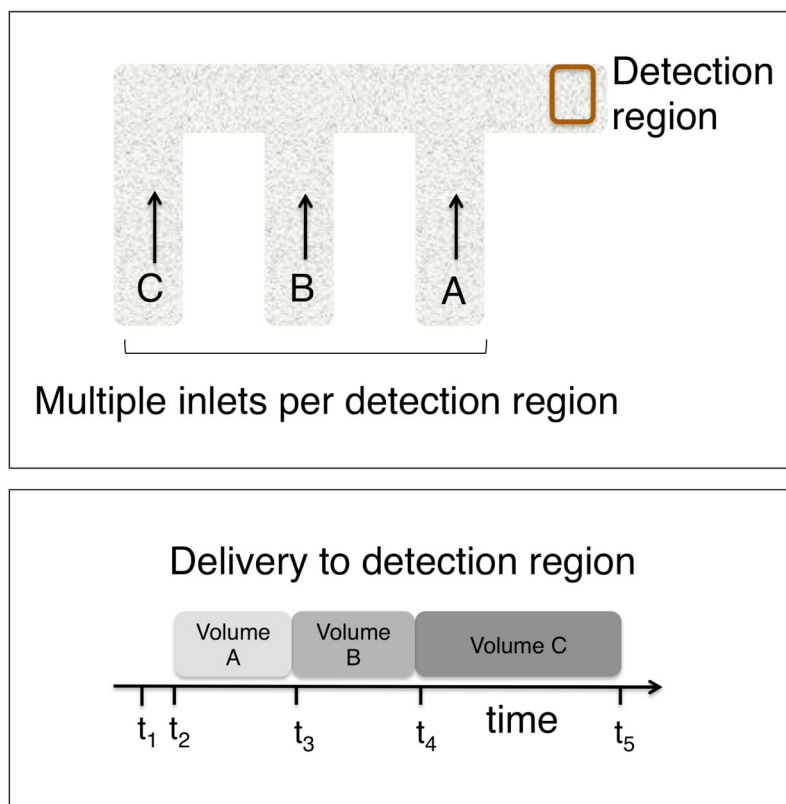 Detection
region
C
B
A
Multiple inlets per detection region
Delivery to detection region
Volume
A
Volume
B
Volume C
t₁
t₂
t₃
t₄
time
t₅